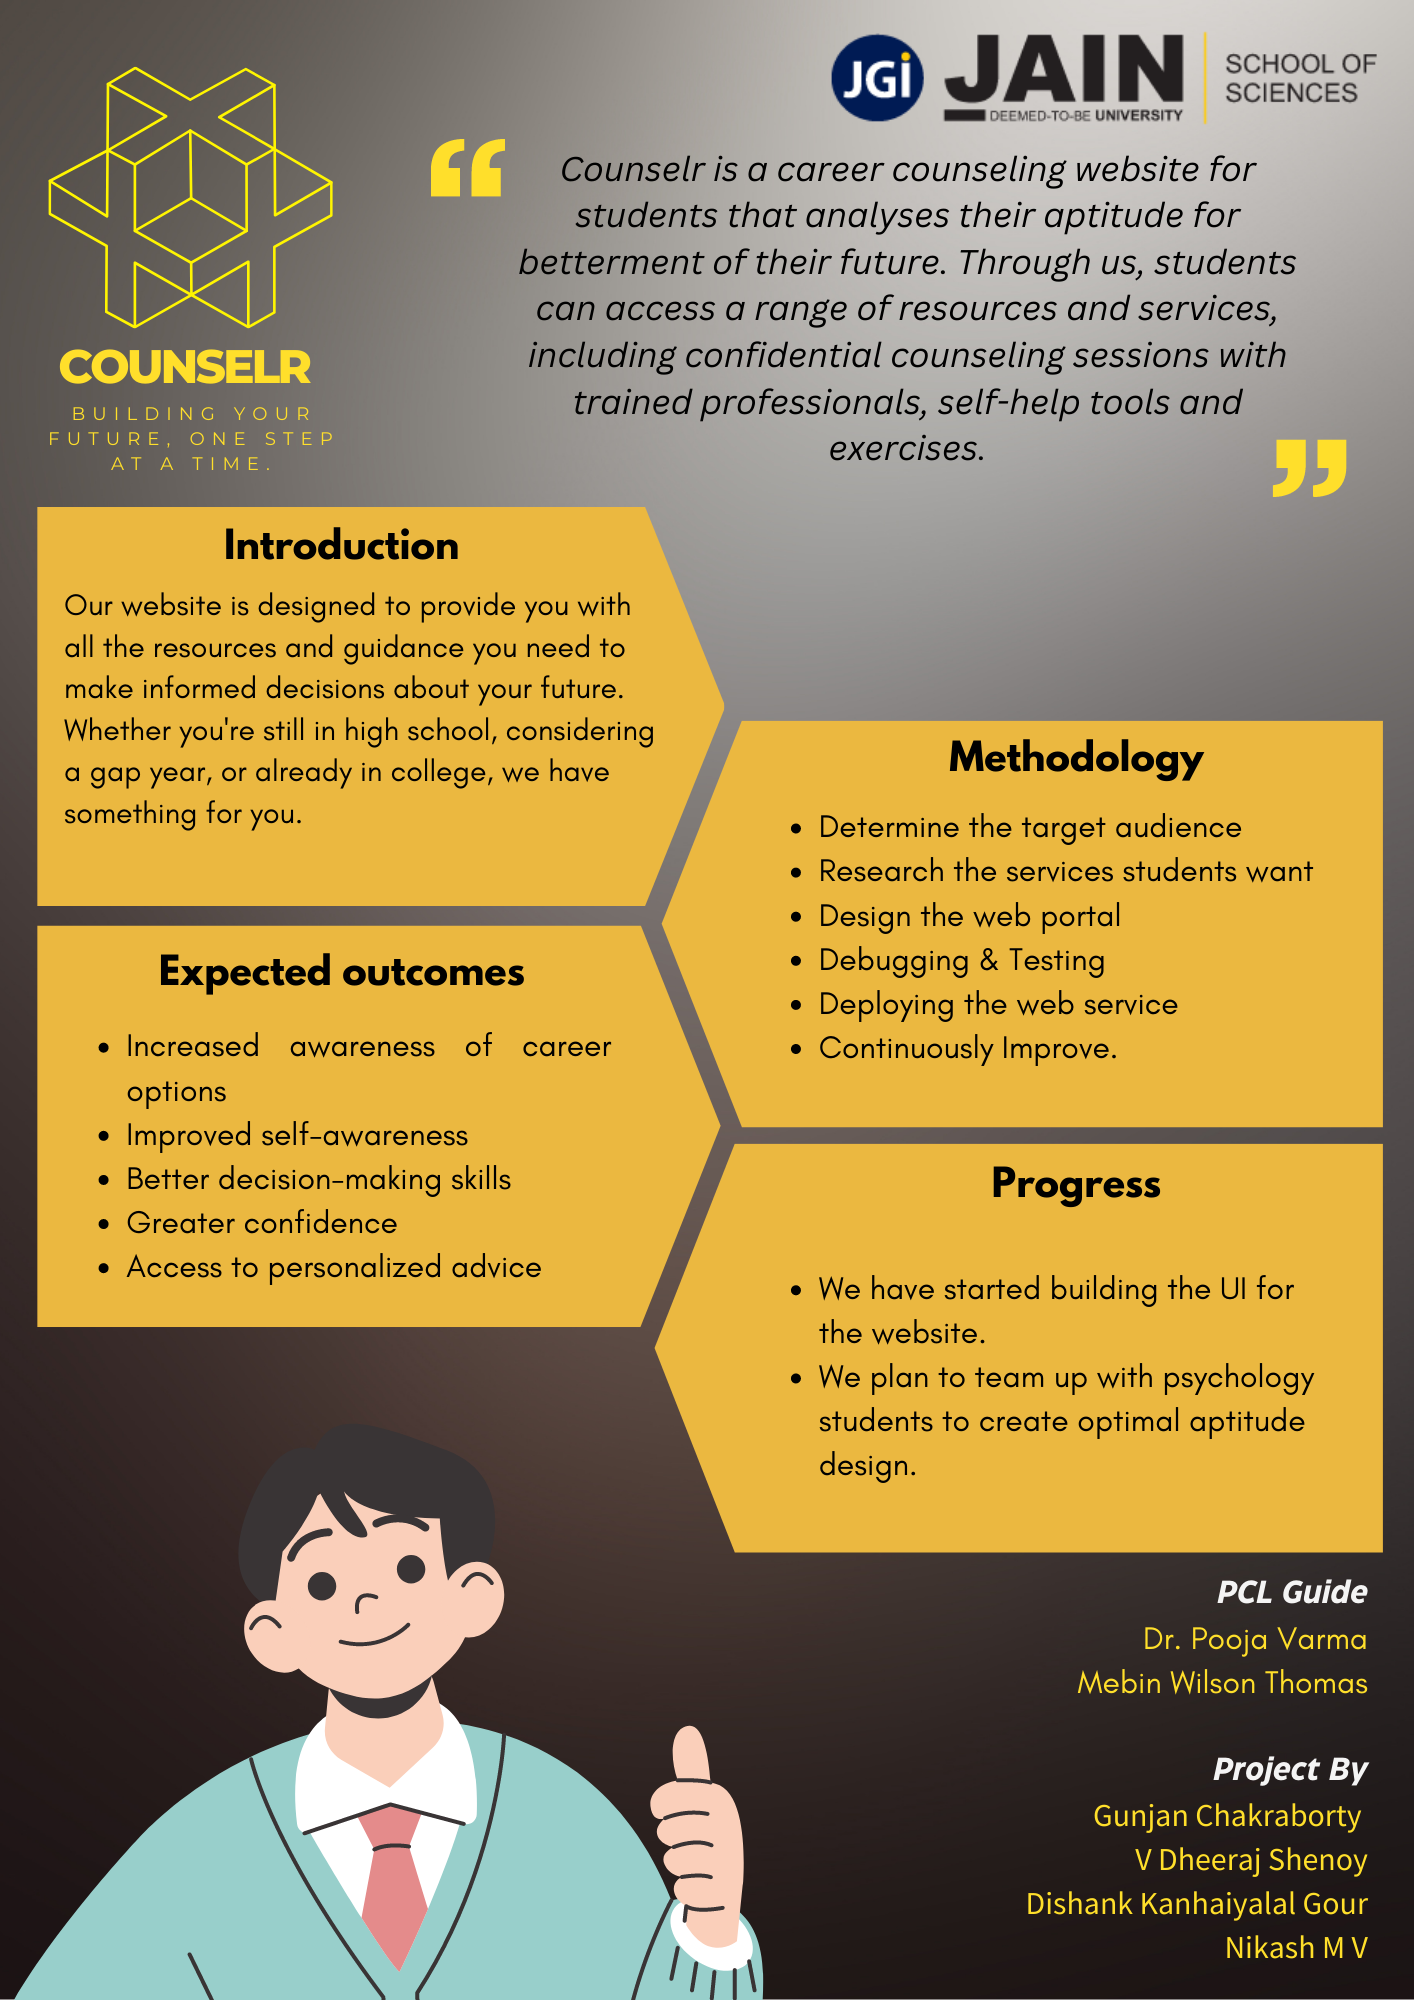 JGi
JAIN
DEEMED-TO-BE UNIVERSITY
SCHOOL OF
SCIENCES
COUNSELR
BUILDING YOUR
FUTURE, ONE STEP
AT A TIME.
“
Counselr is a career counseling website for
students that analyses their aptitude for
betterment of their future. Through us, students
can access a range of resources and services,
including confidential counseling sessions with
trained professionals, self-help tools and
exercises.
”
Introduction
Our website is designed to provide you with
all the resources and guidance you need to
make informed decisions about your future.
Whether you're still in high school, considering
a gap year, or already in college, we have
something for you.
Methodology
• Determine the target audience
• Research the services students want
• Design the web portal
• Debugging & Testing
• Deploying the web service
• Continuously Improve.
Expected outcomes
• Increased awareness of career
options
• Improved self-awareness
• Better decision-making skills
• Greater confidence
• Access to personalized advice
Progress
• We have started building the UI for
the website.
• We plan to team up with psychology
students to create optimal aptitude
design.
PCL Guide
Dr. Pooja Varma
Mebin Wilson Thomas
Project By
Gunjan Chakraborty
V Dheeraj Shenoy
Dishank Kanhaiyalal Gour
Nikash M V